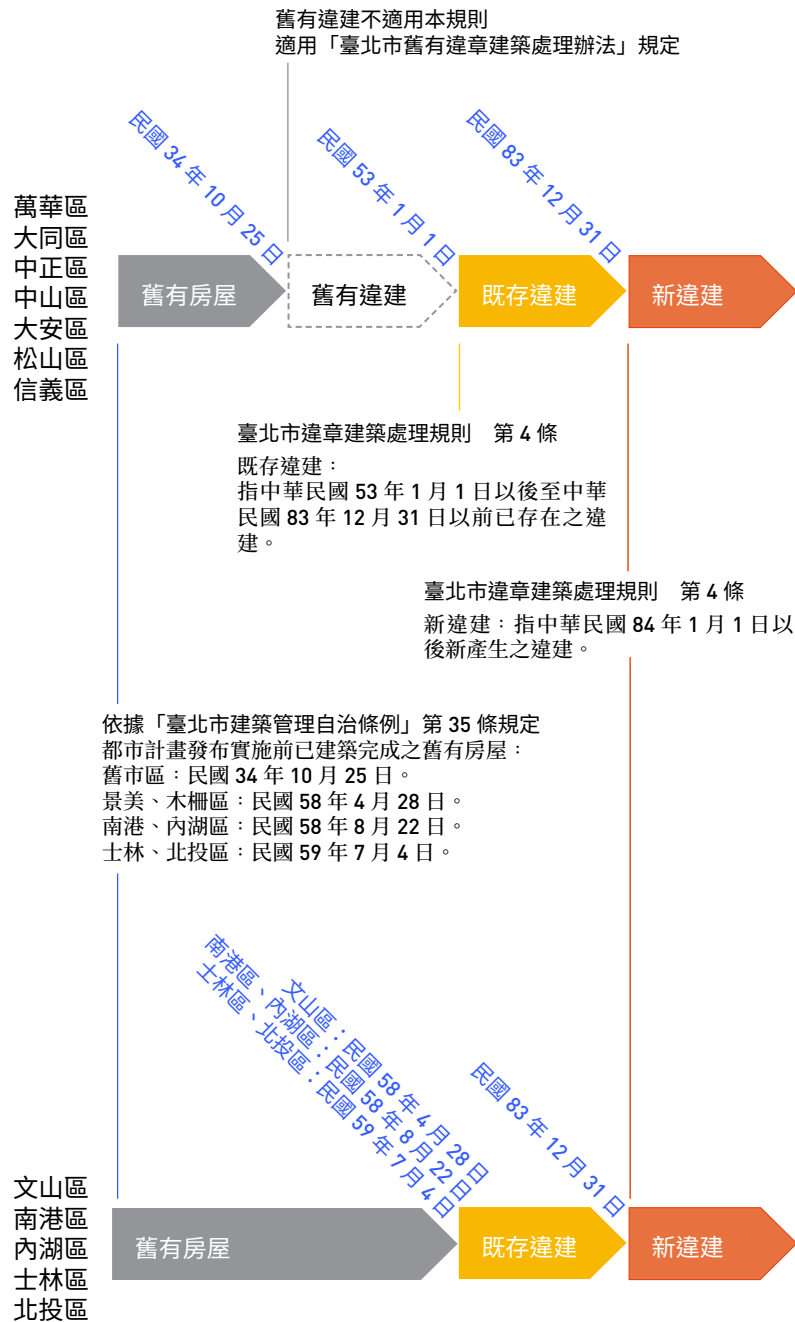 舊有違建不適用本規則
適用「臺北市舊有違章建築處理辦法」規定
民國 34 年 10 月 25 日
民國 53 年 1 月 1 日
民國 83 年 12 月 31 日
萬華區
大同區
中正區
中山區
大安區
松山區
信義區
舊有房屋
舊有違建
既存違建
新違建
臺北市違章建築處理規則　第 4 條
既存違建：
指中華民國 53 年 1 月 1 日以後至中華
民國 83 年 12 月 31 日以前已存在之違
建。
臺北市違章建築處理規則　第 4 條
新違建：指中華民國 84 年 1 月 1 日以
後新產生之違建。
依據「臺北市建築管理自治條例」第 35 條規定
都市計畫發布實施前已建築完成之舊有房屋：
舊市區：民國 34 年 10 月 25 日。
景美、木柵區：民國 58 年 4 月 28 日。
南港、內湖區：民國 58 年 8 月 22 日。
士林、北投區：民國 59 年 7 月 4 日。
文山區：民國 58 年 4 月 28 日
南港區、內湖區：民國 58 年 8 月 22 日
士林區、北投區：民國 59 年 7 月 4 日
民國 83 年 12 月 31 日
文山區
南港區
內湖區
士林區
北投區
舊有房屋
既存違建
新違建